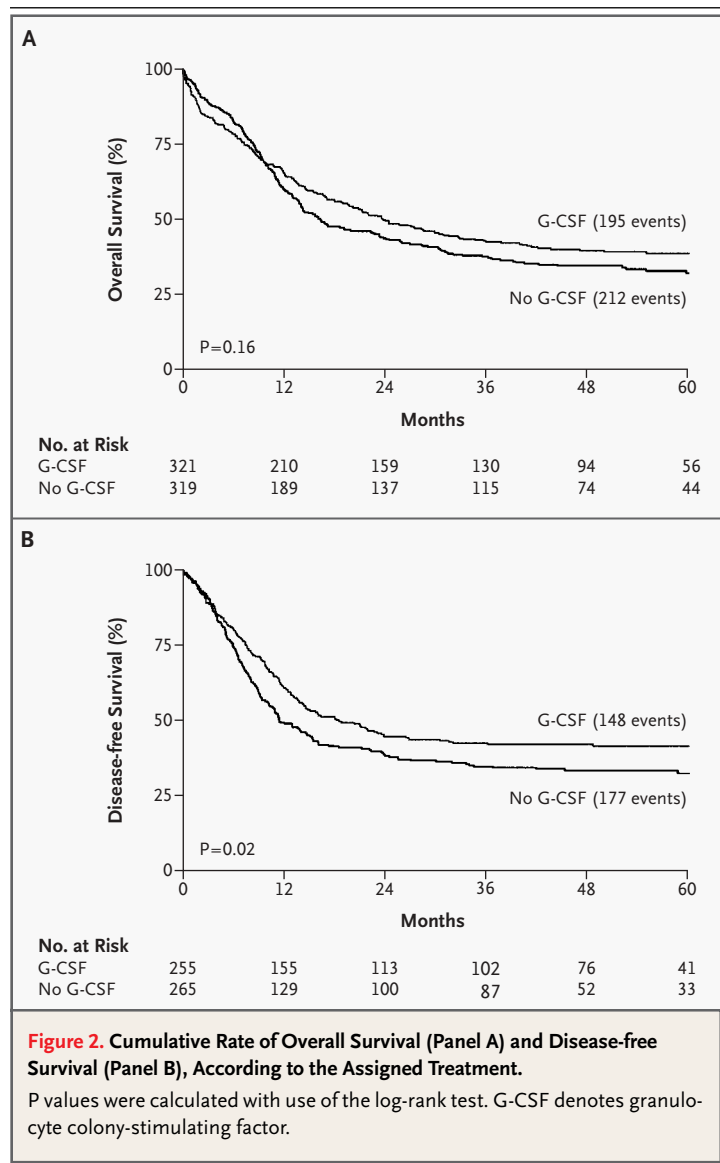 A
100
75
50
25
0
Overall Survival (%)
G-CSF (195 events)
No G-CSF (212 events)
P=0.16
0 12 24 36 48 60
Months
No. at Risk
G-CSF 321 210 159 130 94 56
No G-CSF 319 189 137 115 74 44
B
100
75
50
25
0
Disease-free Survival (%)
G-CSF (148 events)
No G-CSF (177 events)
P=0.02
0 12 24 36 48 60
Months
No. at Risk
G-CSF 255 155 113 102 76 41
No G-CSF 265 129 100 87 52 33
Figure 2. Cumulative Rate of Overall Survival (Panel A) and Disease-free
Survival (Panel B), According to the Assigned Treatment.
P values were calculated with use of the log-rank test. G-CSF denotes granulo-
cyte colony-stimulating factor.